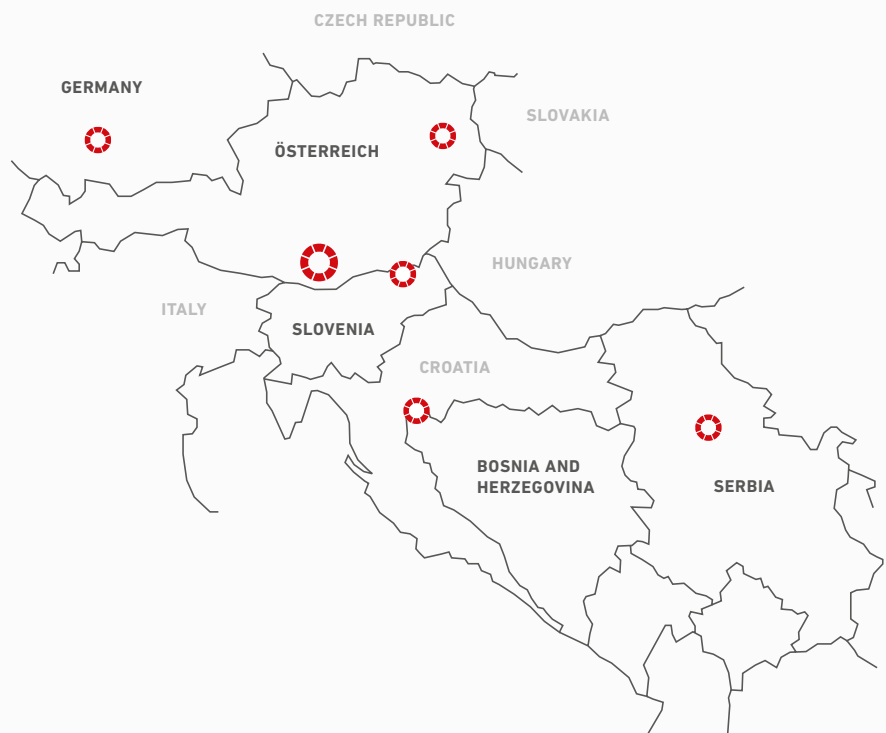 CZECH REPUBLIC
GERMANY
SLOVAKIA
ÖSTERREICH
HUNGARY
ITALY
SLOVENIA
CROATIA
BOSNIA AND
HERZEGOVINA
SERBIA